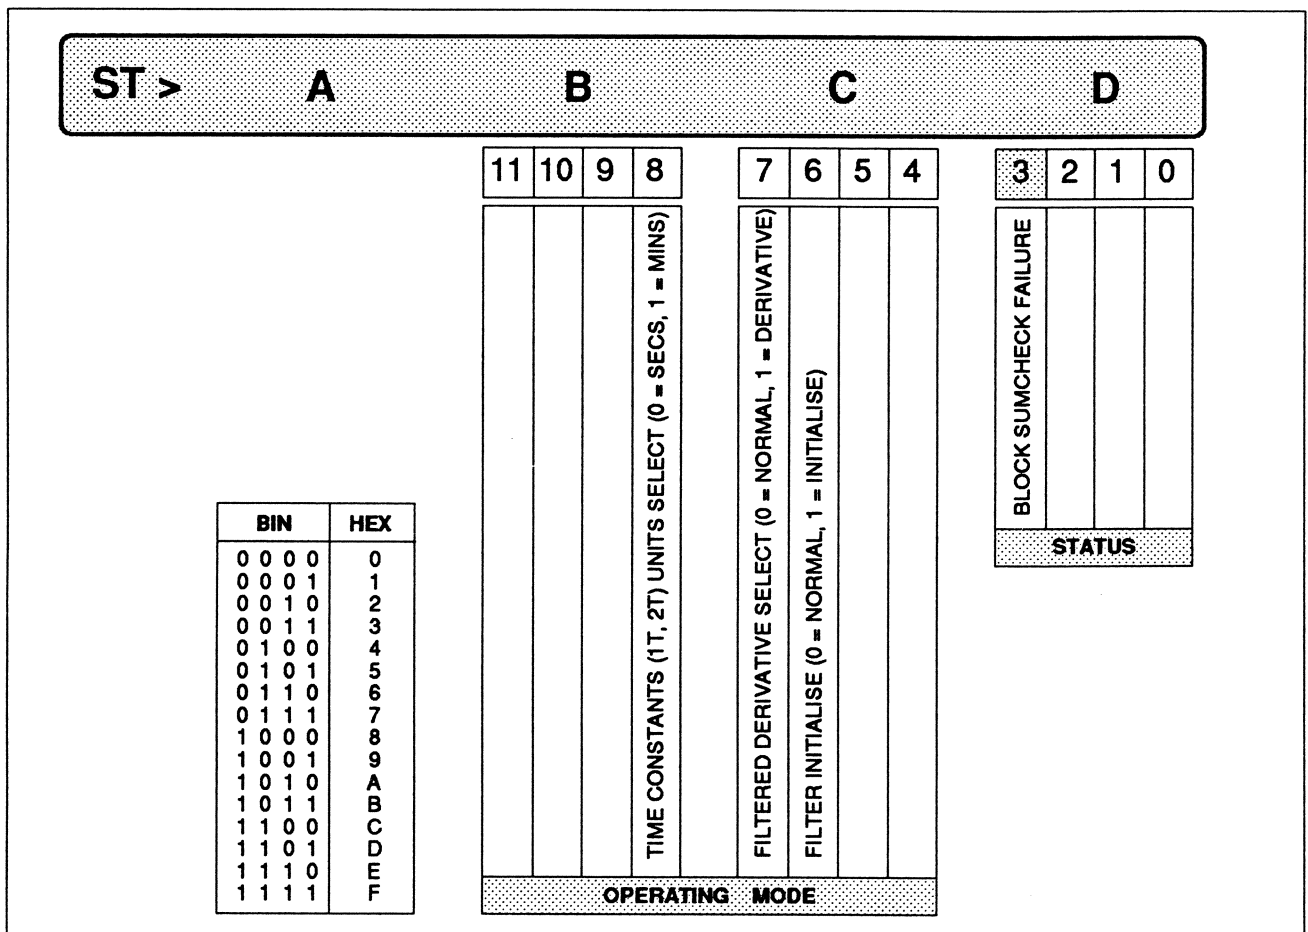 ST > A B C D
11 10 9 8 7 6 5 4 3 2 1 0
TIME CONSTANTS (1T, 2T) UNITS SELECT (0 = SECS, 1 = MINS)
FILTERED DERIVATIVE SELECT (0 = NORMAL, 1 = DERIVATIVE)
FILTER INITIALISE (0 = NORMAL, 1 = INITIALISE)
BLOCK SUMCHECK FAILURE
STATUS
BIN HEX
0 0 0 0 0
0 0 0 1 1
0 0 1 0 2
0 0 1 1 3
0 1 0 0 4
0 1 0 1 5
0 1 1 0 6
0 1 1 1 7
1 0 0 0 8
1 0 0 1 9
1 0 1 0 A
1 0 1 1 B
1 1 0 0 C
1 1 0 1 D
1 1 1 0 E
1 1 1 1 F
OPERATING MODE